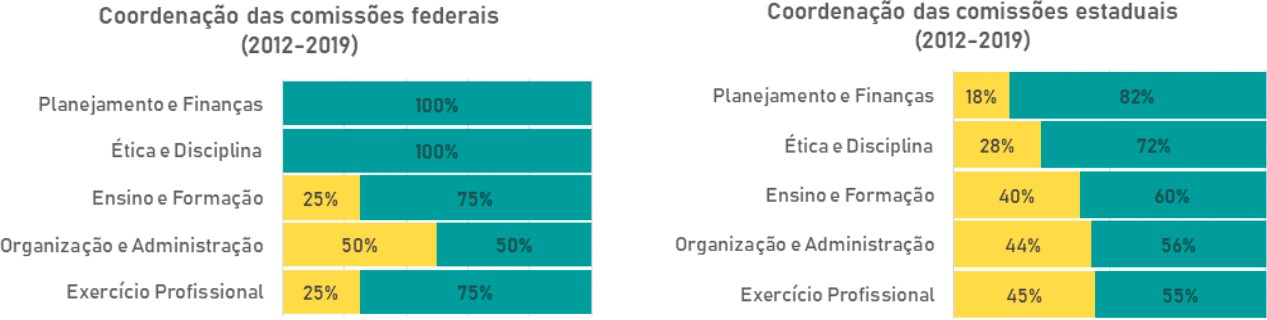 Coordenação das comissões federais
(2012-2019)
Planejamento e Finanças 100%
Ética e Disciplina 100%
Ensino e Formação 25% 75%
Organização e Administração 50% 50%
Exercício Profissional 25% 75%
Coordenação das comissões estaduais
(2012-2019)
Planejamento e Finanças 18% 82%
Ética e Disciplina 28% 72%
Ensino e Formação 40% 60%
Organização e Administração 44% 56%
Exercício Profissional 45% 55%